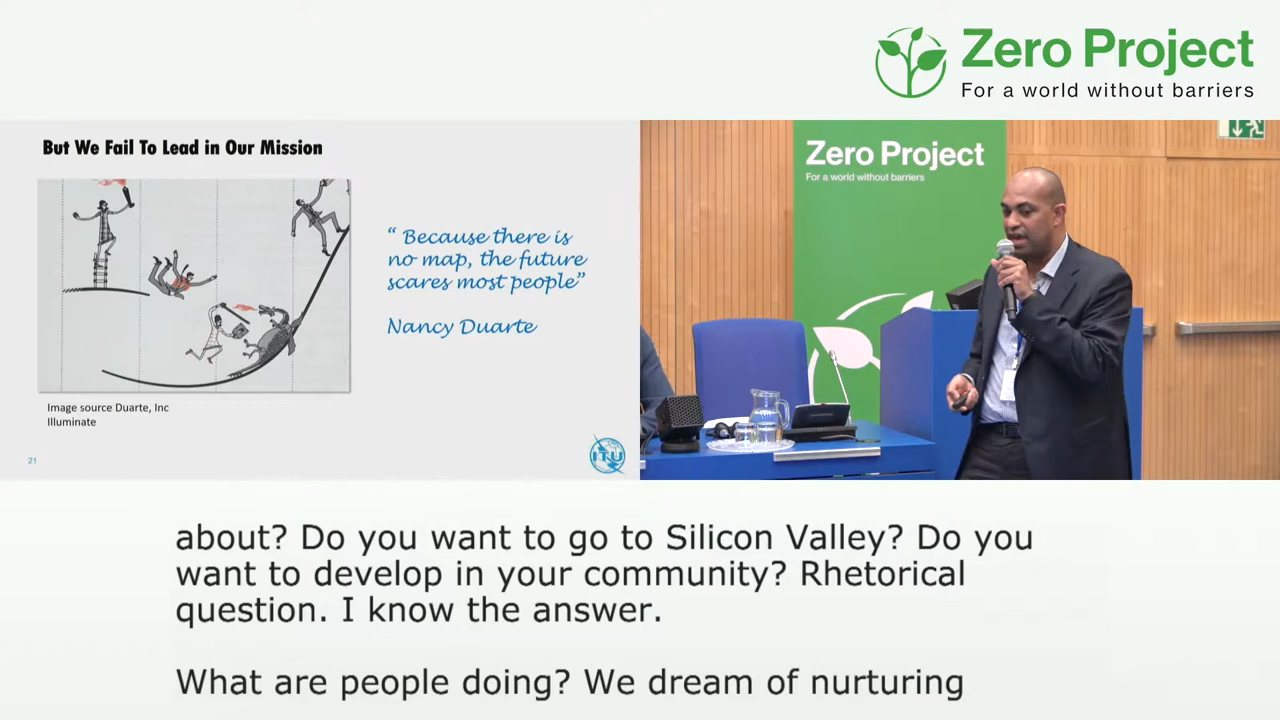 Zero Project
For a world without barriers
But We Fail To Lead in Our Mission
“ Because there is
no map, the future
scares most people”
Nancy Duarte
Image source Duarte, Inc
Illuminate
21
ITU
Zero Project
For a world without barriers
about? Do you want to go to Silicon Valley? Do you
want to develop in your community? Rhetorical
question. I know the answer.
What are people doing? We dream of nurturing